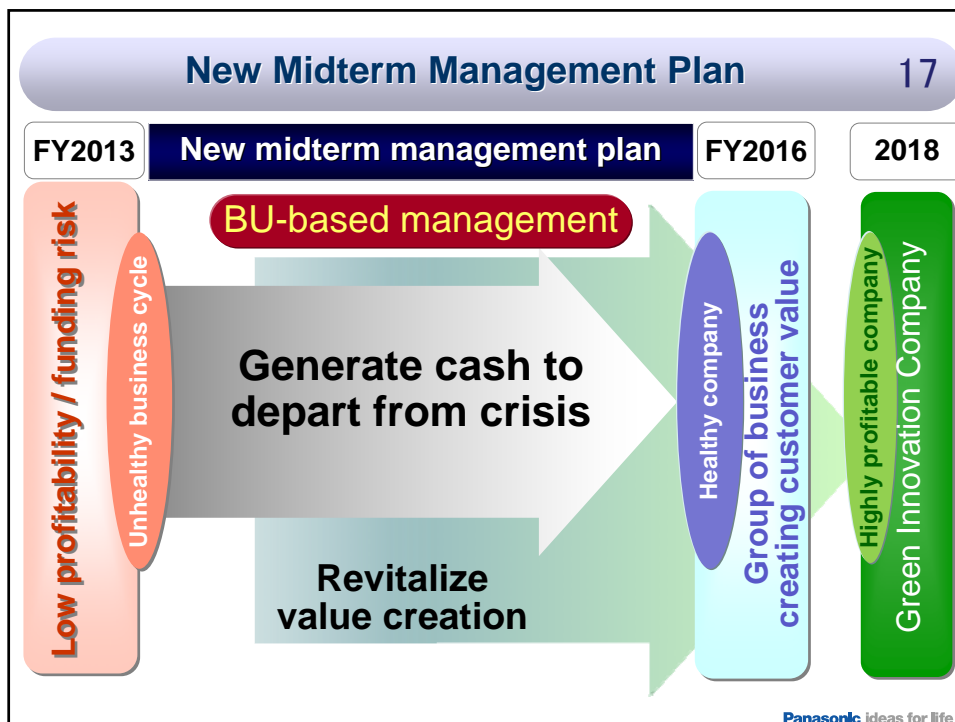 New Midterm Management Plan
17
FY2013
New midterm management plan
FY2016
2018
BU-based management
Low profitability / funding risk
Unhealthy business cycle
Generate cash to
depart from crisis
Revitalize
value creation
Healthy company
Group of business
creating customer value
Highly profitable company
Green Innovation Company
Panasonic ideas for life